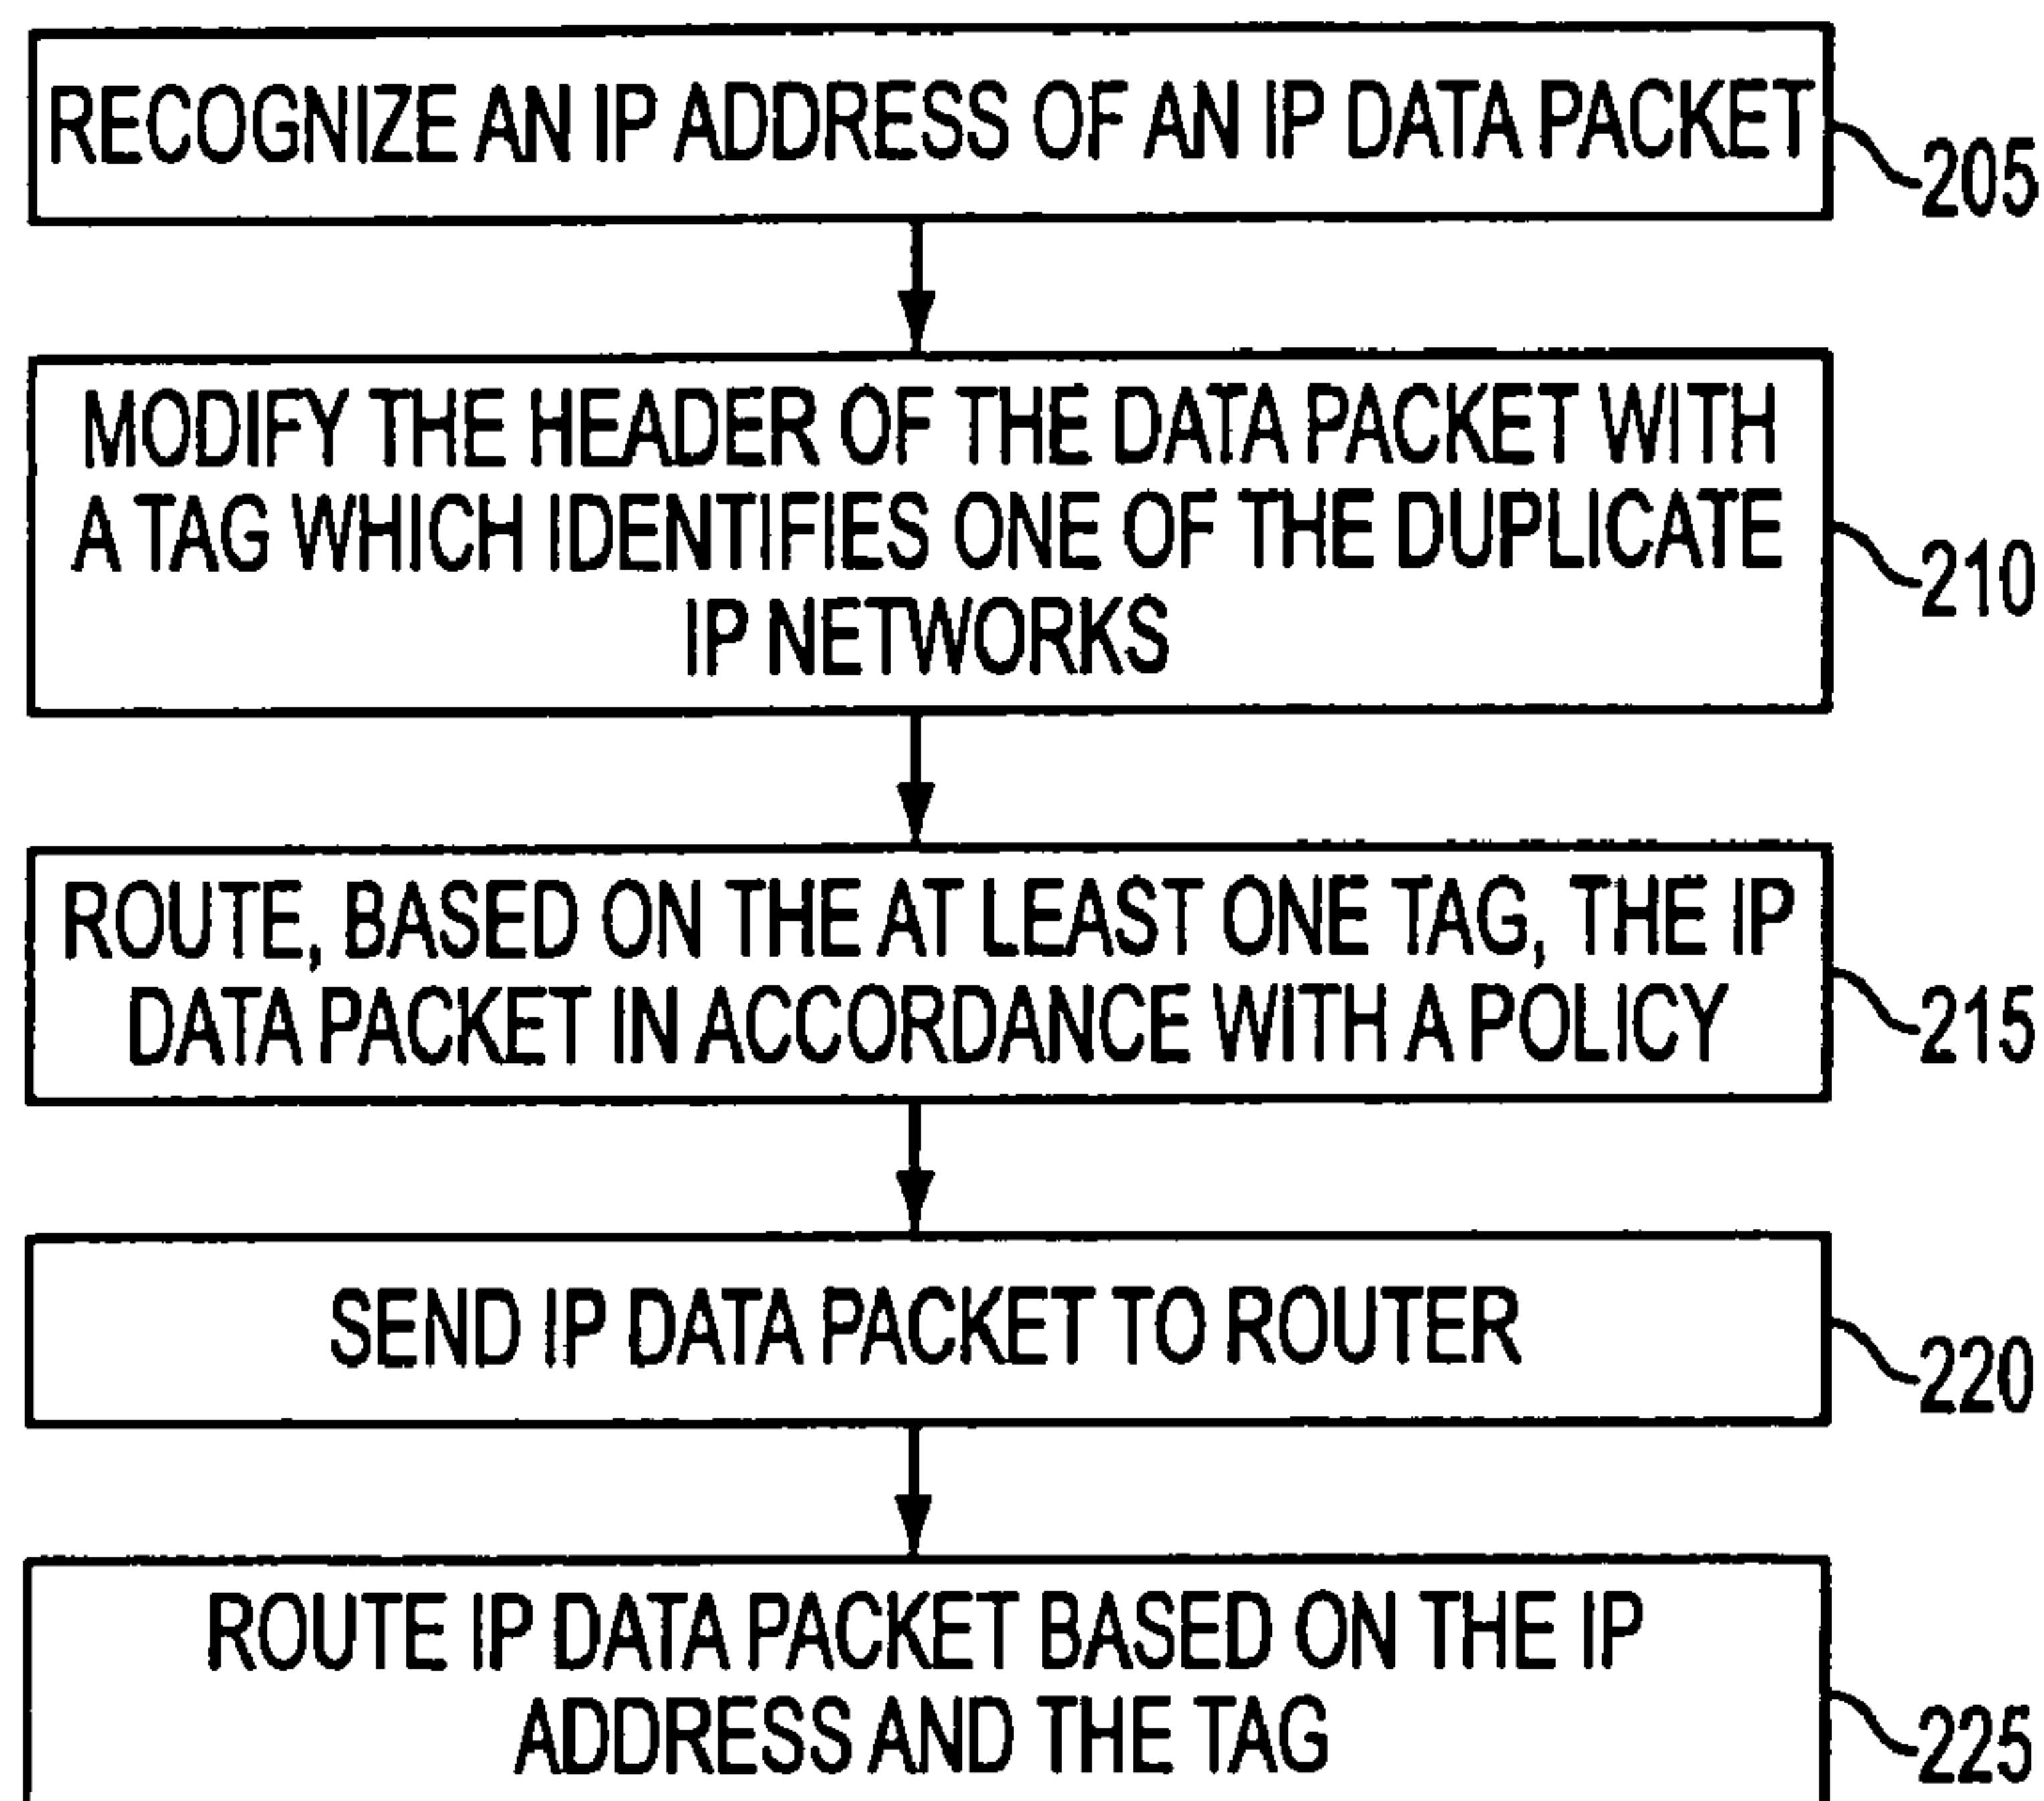 RECOGNIZE AN IP ADDRESS OF AN IP DATA PACKET
205
MODIFY THE HEADER OF THE DATA PACKET WITH
A TAG WHICH IDENTIFIES ONE OF THE DUPLICATE
IP NETWORKS
210
ROUTE, BASED ON THE AT LEAST ONE TAG, THE IP
DATA PACKET IN ACCORDANCE WITH A POLICY
215
SEND IP DATA PACKET TO ROUTER
220
ROUTE IP DATA PACKET BASED ON THE IP
ADDRESS AND THE TAG
225